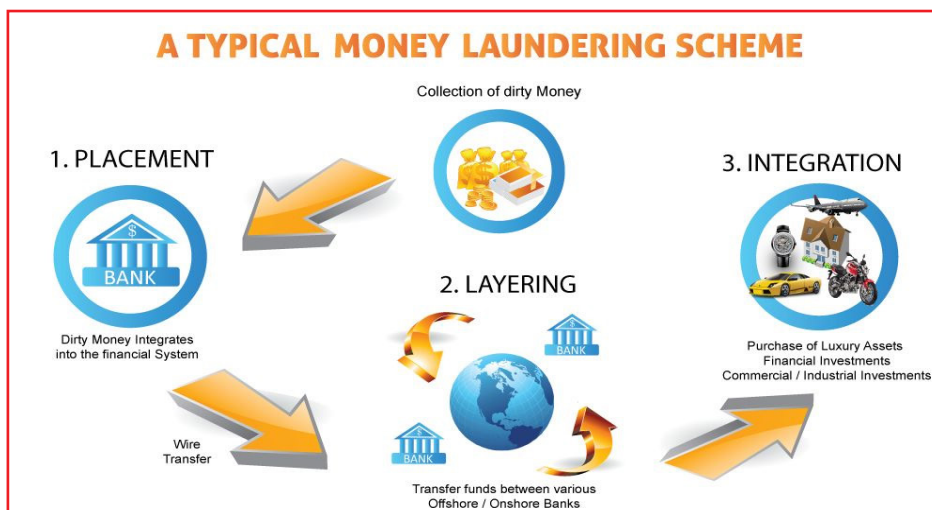 A TYPICAL MONEY LAUNDERING SCHEME
Collection of dirty Money
1. PLACEMENT
$
BANK
Dirty Money Integrates
into the financial System
Wire
Transfer
2. LAYERING
$
BANK
$
BANK
Transfer funds between various
Offshore / Onshore Banks
3. INTEGRATION
Purchase of Luxury Assets
Financial Investments
Commercial / Industrial Investments